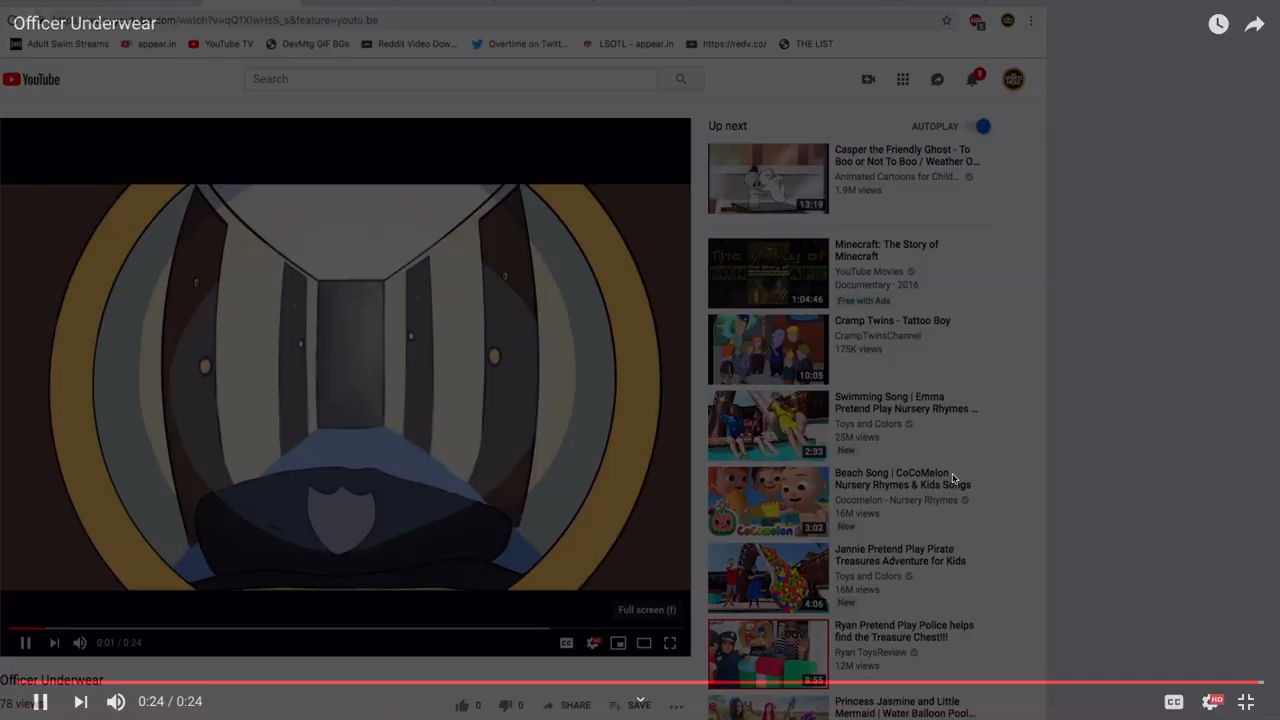 Officer Underwear
.com/watch?v=qQ1XiwHsS_s&feature=youtu.be
Adult Swim Streams
appear.in
YouTube TV
DevMtg GIF BGs
Reddit Video Dow...
Overtime on Twitt...
LSOTL - appear.in
https://redv.co/
THE LIST
YouTube
Search
8
Up next
AUTOPLAY
Casper the Friendly Ghost - To
Boo or Not To Boo / Weather O...
Animated Cartoons for Child...
1.9M views
13:19
Minecraft: The Story of
Minecraft
YouTube Movies
Documentary · 2016
Free with Ads
1:04:46
Cramp Twins - Tattoo Boy
CrampTwinsChannel
175K views
10:05
Swimming Song | Emma
Pretend Play Nursery Rhymes ...
Toys and Colors
25M views
New
2:33
Beach Song | CoCoMelon
Nursery Rhymes & Kids Songs
Cocomelon - Nursery Rhymes
16M views
New
CoComelon
3:02
Jannie Pretend Play Pirate
Treasures Adventure for Kids
Toys and Colors
16M views
New
4:06
Full screen (f)
0:01 / 0:24
HD
Ryan Pretend Play Police helps
find the Treasure Chest!!!
Ryan ToysReview
12M views
8:55
Officer Underwear
78 views
0
0
SHARE
SAVE
Princess Jasmine and Little
Mermaid | Water Balloon Pool...
0:24 / 0:24
CC
HD